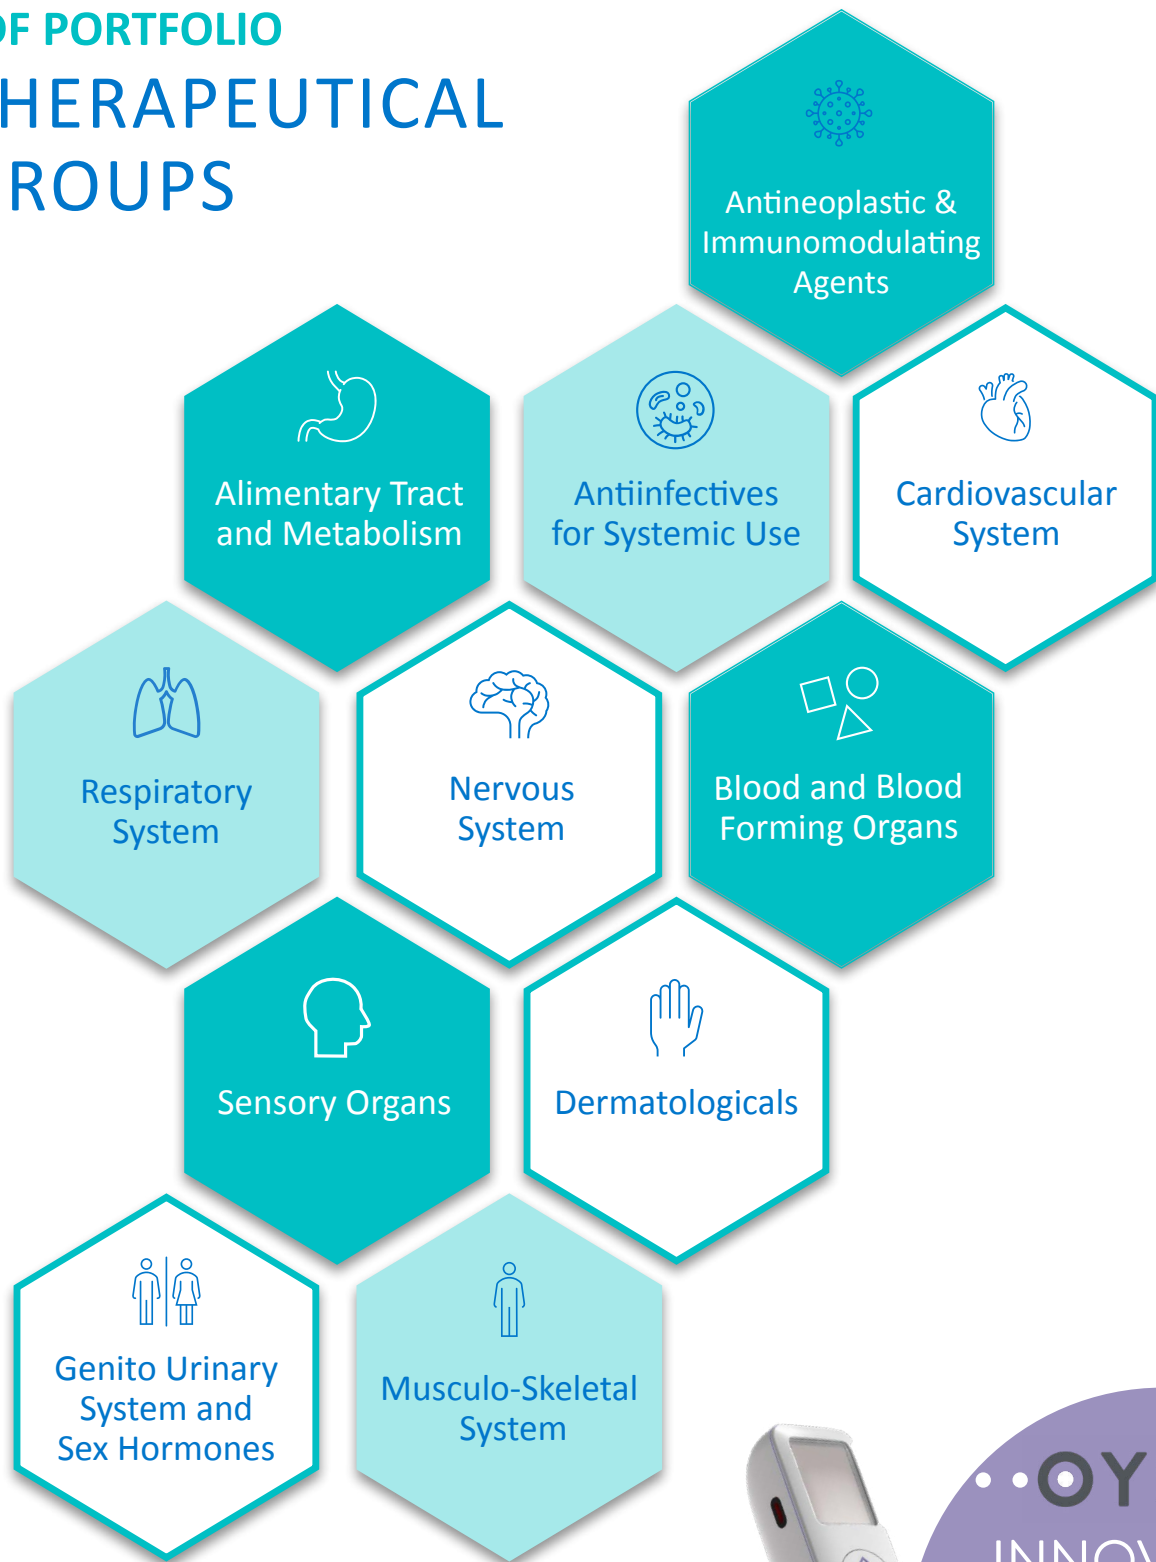 OF PORTFOLIO
HERAPEUTICAL
ROUPS
Antineoplastic &
Immunomodulating
Agents
Alimentary Tract
and Metabolism
Antiinfectives
for Systemic Use
Cardiovascular
System
Respiratory
System
Nervous
System
Blood and Blood
Forming Organs
Sensory Organs
Dermatologicals
Genito Urinary
System and
Sex Hormones
Musculo-Skeletal
System
OY
INNOV